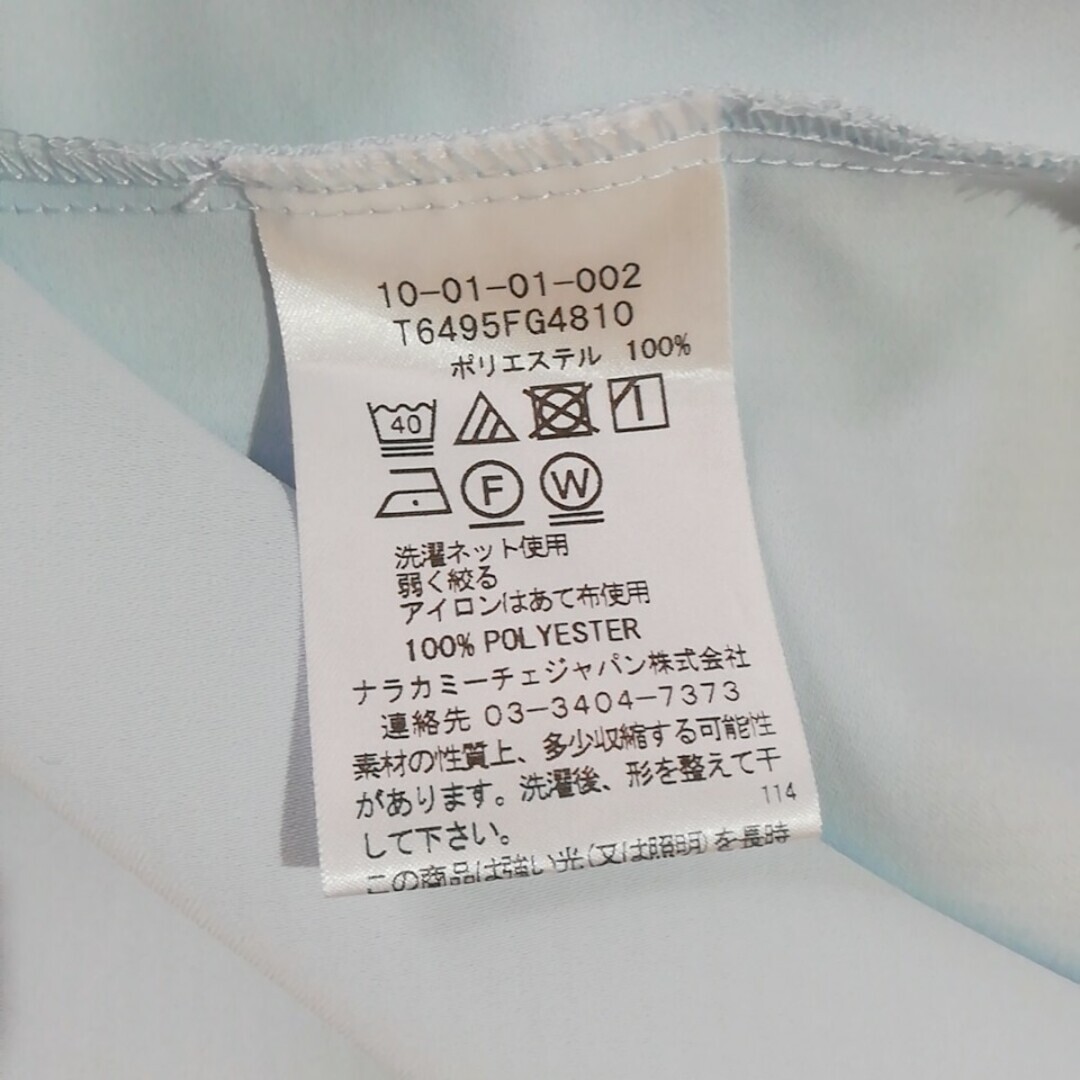 10-01-01-002
T6495FG4810
ポリエステル 100%
40
F W
洗濯ネット使用
弱く絞る
アイロンはあて布使用
100% POLYESTER
ナラカミーチェジャパン株式会社
連絡先 03-3404-7373
素材の性質上、多少収縮する可能性
があります。洗濯後、形を整えて干
して下さい。
114
この商品は強い光(又は照明)を長時